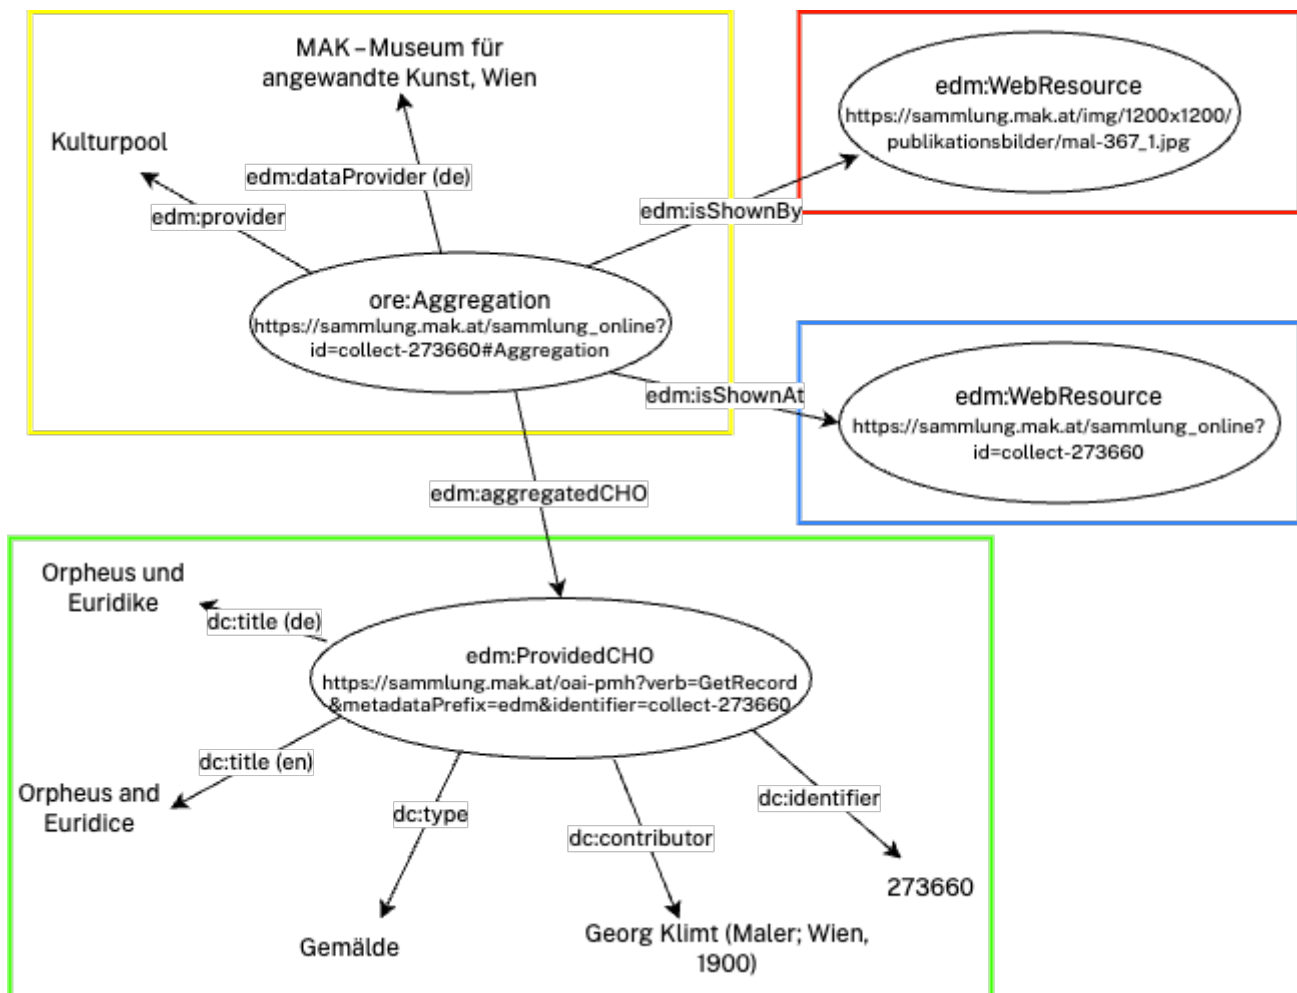 MAK – Museum für
angewandte Kunst, Wien
Kulturpool
edm:dataProvider (de)
edm:provider
edm:isShownBy
edm:WebResource
https://sammlung.mak.at/img/1200x1200/
publikationsbilder/mal-367_1.jpg
ore:Aggregation
https://sammlung.mak.at/sammlung_online?
id=collect-273660#Aggregation
edm:isShownAt
edm:WebResource
https://sammlung.mak.at/sammlung_online?
id=collect-273660
edm:aggregatedCHO
Orpheus und
Euridike
dc:title (de)
edm:ProvidedCHO
https://sammlung.mak.at/oai-pmh?verb=GetRecord
&metadataPrefix=edm&identifier=collect-273660
dc:title (en)
Orpheus and
Euridice
dc:type
dc:contributor
dc:identifier
273660
Gemälde
Georg Klimt (Maler; Wien,
1900)